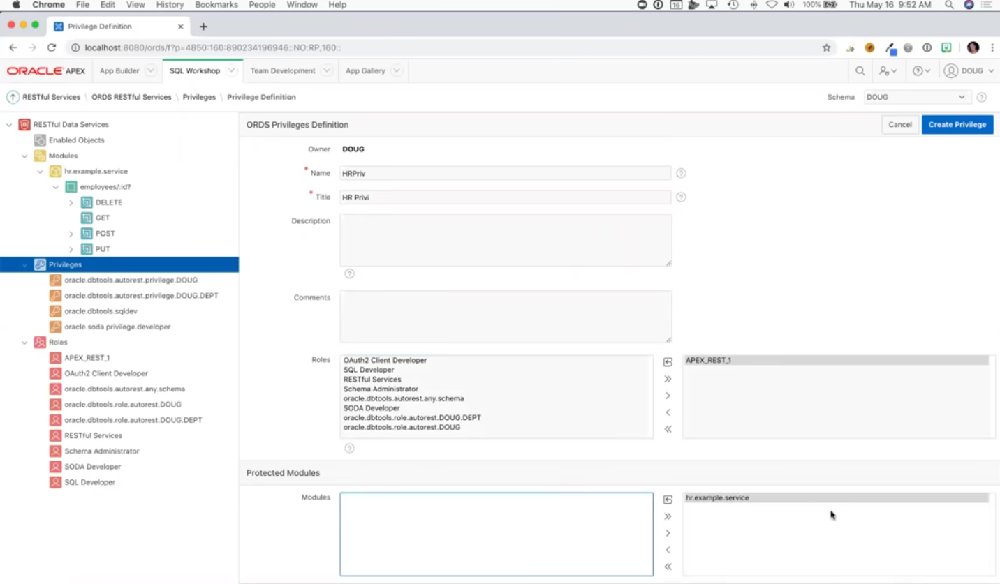 Chrome File Edit View History Bookmarks People Window Help 16 100% Thu May 16 9:52 AM
Privilege Definition
localhost:8080/ords/f?p=4850:160:890234196946::NO:RP,160::
ORACLE APEX App Builder SQL Workshop Team Development App Gallery DOUG
RESTful Services \ ORDS RESTful Services \ Privileges \ Privilege Definition Schema DOUG
RESTful Data Services
Enabled Objects
Modules
hr.example.service
employees/:id?
DELETE
GET
POST
PUT
Privileges
oracle.dbtools.autorest.privilege.DOUG
oracle.dbtools.autorest.privilege.DOUG.DEPT
oracle.dbtools.sqldev
oracle.soda.privilege.developer
Roles
APEX_REST_1
OAuth2 Client Developer
oracle.dbtools.autorest.any.schema
oracle.dbtools.role.autorest.DOUG
oracle.dbtools.role.autorest.DOUG.DEPT
RESTful Services
Schema Administrator
SODA Developer
SQL Developer
ORDS Privileges Definition Cancel Create Privilege
Owner DOUG
* Name HRPriv
* Title HR Privi
Description
Comments
Roles
OAuth2 Client Developer
SQL Developer
RESTful Services
Schema Administrator
oracle.dbtools.autorest.any.schema
SODA Developer
oracle.dbtools.role.autorest.DOUG.DEPT
oracle.dbtools.role.autorest.DOUG
APEX_REST_1
Protected Modules
Modules
hr.example.service